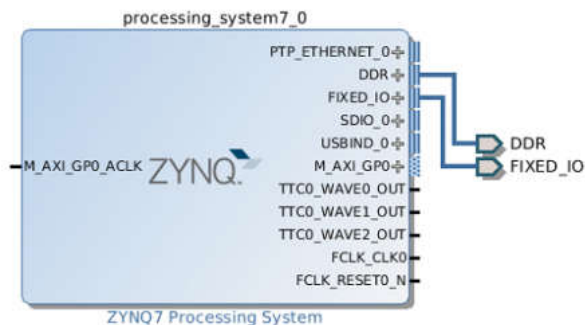 processing_system7_0
PTP_ETHERNET_0
DDR
FIXED_IO
SDIO_0
USBIND_0
M_AXI_GP0
TTC0_WAVE0_OUT
TTC0_WAVE1_OUT
TTC0_WAVE2_OUT
FCLK_CLK0
FCLK_RESET0_N
M_AXI_GP0_ACLK
ZYNQ.
DDR
FIXED_IO
ZYNQ7 Processing System